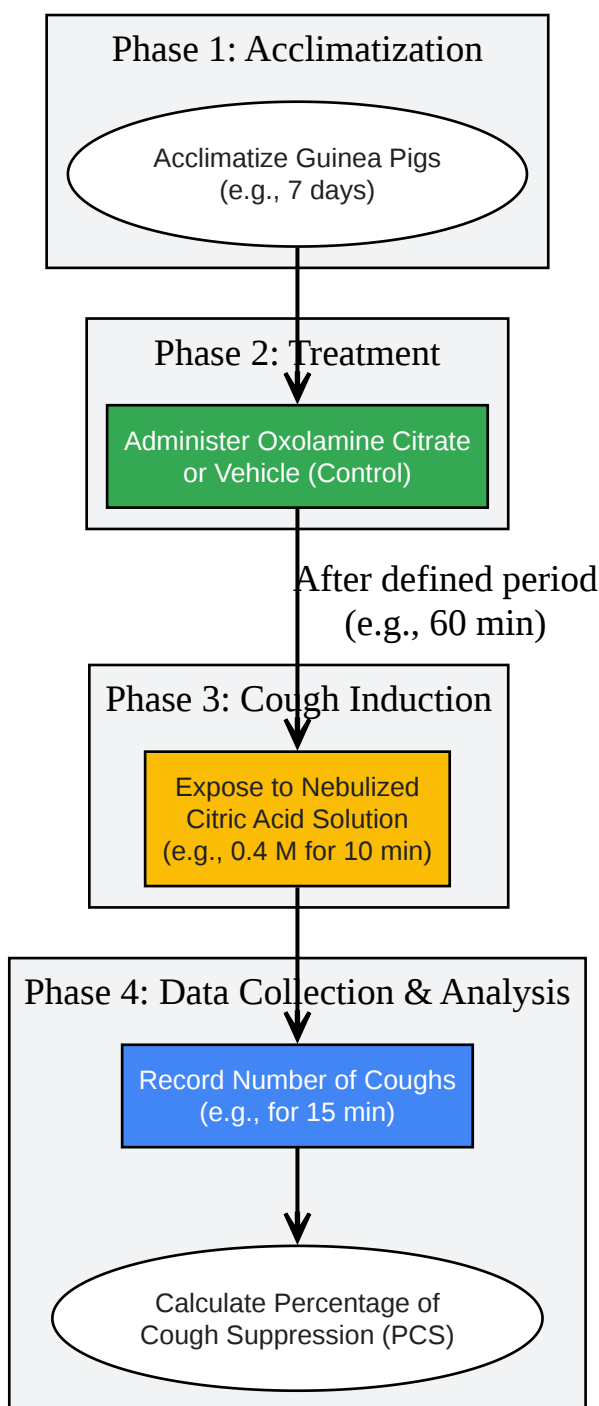 Phase 1: Acclimatization
Acclimatize Guinea Pigs
(e.g., 7 days)
Phase 2: Treatment
Administer Oxolamine Citrate
or Vehicle (Control)
After defined period
(e.g., 60 min)
Phase 3: Cough Induction
Expose to Nebulized
Citric Acid Solution
(e.g., 0.4 M for 10 min)
Phase 4: Data Collection & Analysis
Record Number of Coughs
(e.g., for 15 min)
Calculate Percentage of
Cough Suppression (PCS)